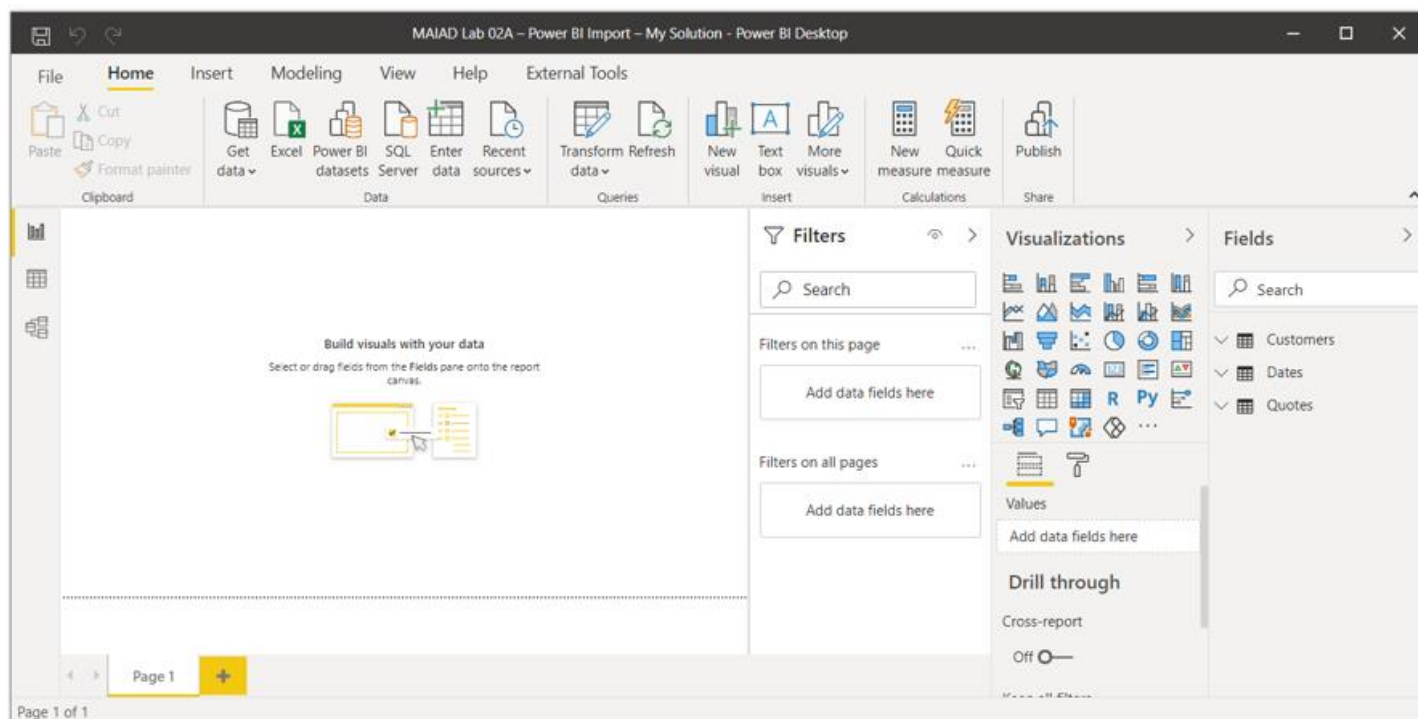 MAIAD Lab 02A – Power BI Import – My Solution - Power BI Desktop
File Home Insert Modeling View Help External Tools
Paste
Cut
Copy
Format painter
Get data
Excel
Power BI datasets
SQL Server
Enter data
Recent sources
Transform data
Refresh
New visual
Text box
More visuals
New measure
Quick measure
Publish
Clipboard Data Queries Insert Calculations Share
Build visuals with your data
Select or drag fields from the Fields pane onto the report
canvas.
Filters
Search
Filters on this page ...
Add data fields here
Filters on all pages ...
Add data fields here
Visualizations
123
R Py
...
Values
Add data fields here
Drill through
Cross-report
Off
Keep all filters
Fields
Search
Customers
Dates
Quotes
Page 1 +
Page 1 of 1